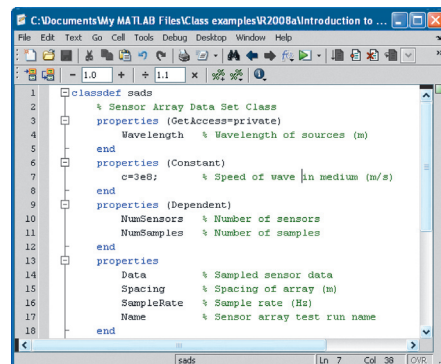 C:\Documents\My MATLAB Files\Class examples\R2008a\Introduction to ...
File Edit Text Go Cell Tools Debug Desktop Window Help
- 1.0 + ÷ 1.1 ×
1 classdef sads
2 % Sensor Array Data Set Class
3 properties (GetAccess=private)
4 Wavelength % Wavelength of sources (m)
5 end
6 properties (Constant)
7 c=3e8; % Speed of wave in medium (m/s)
8 end
9 properties (Dependent)
10 NumSensors % Number of sensors
11 NumSamples % Number of samples
12 end
13 properties
14 Data % Sampled sensor data
15 Spacing % Spacing of array (m)
16 SampleRate % Sample rate (Hz)
17 Name % Sensor array test run name
18 end
sads Ln 7 Col 38 OVR